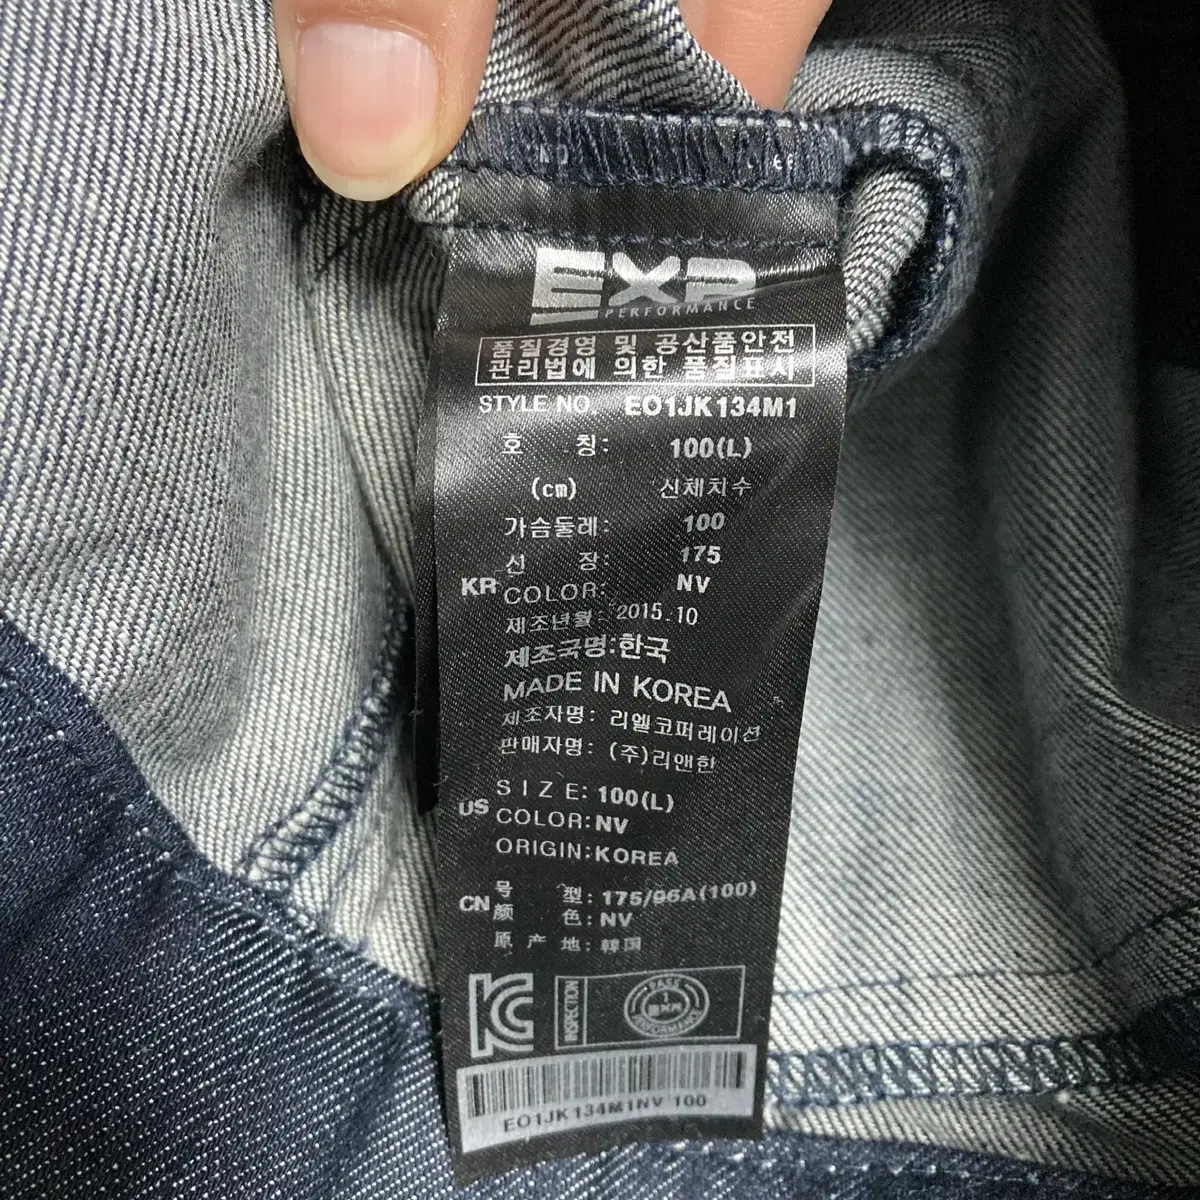 EXP
PERFORMANCE
품질경영 및 공산품안전
관리법에 의한 품질표시
STYLE NO. EO1JK134M1
호 칭: 100(L)
(cm) 신체치수
가슴둘레: 100
신 장: 175
KR COLOR: NV
제조년월: 2015.10
제조국명:한국
MADE IN KOREA
제조자명: 리엘코퍼레이션
판매자명: (주)리앤한
SIZE: 100(L)
US COLOR:NV
ORIGIN:KOREA
号 型: 175/96A(100)
CN 颜 色: NV
原 产 地: 韩国
KC INSPECTION PASS 1 EXP PERFORMANCE
EO1JK134M1NV 100